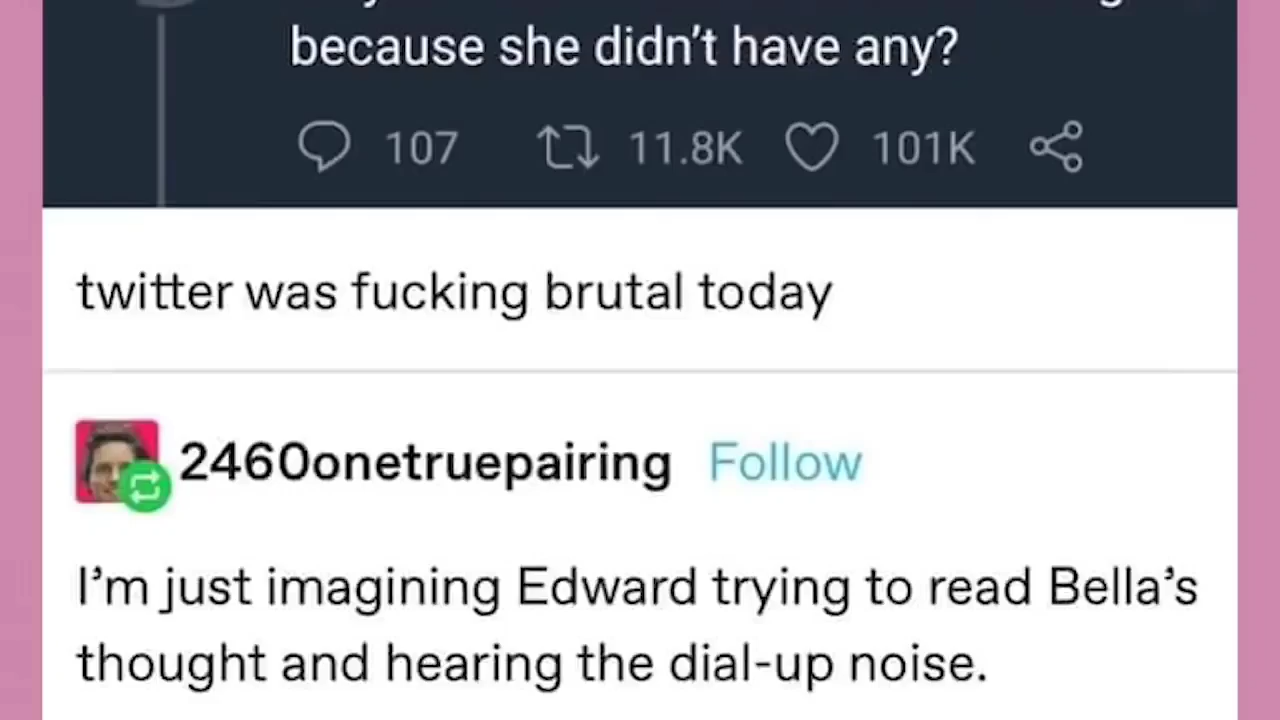 because she didn't have any?
107 11.8K 101K
twitter was fucking brutal today
2460onetruepairing Follow
I'm just imagining Edward trying to read Bella's
thought and hearing the dial-up noise.